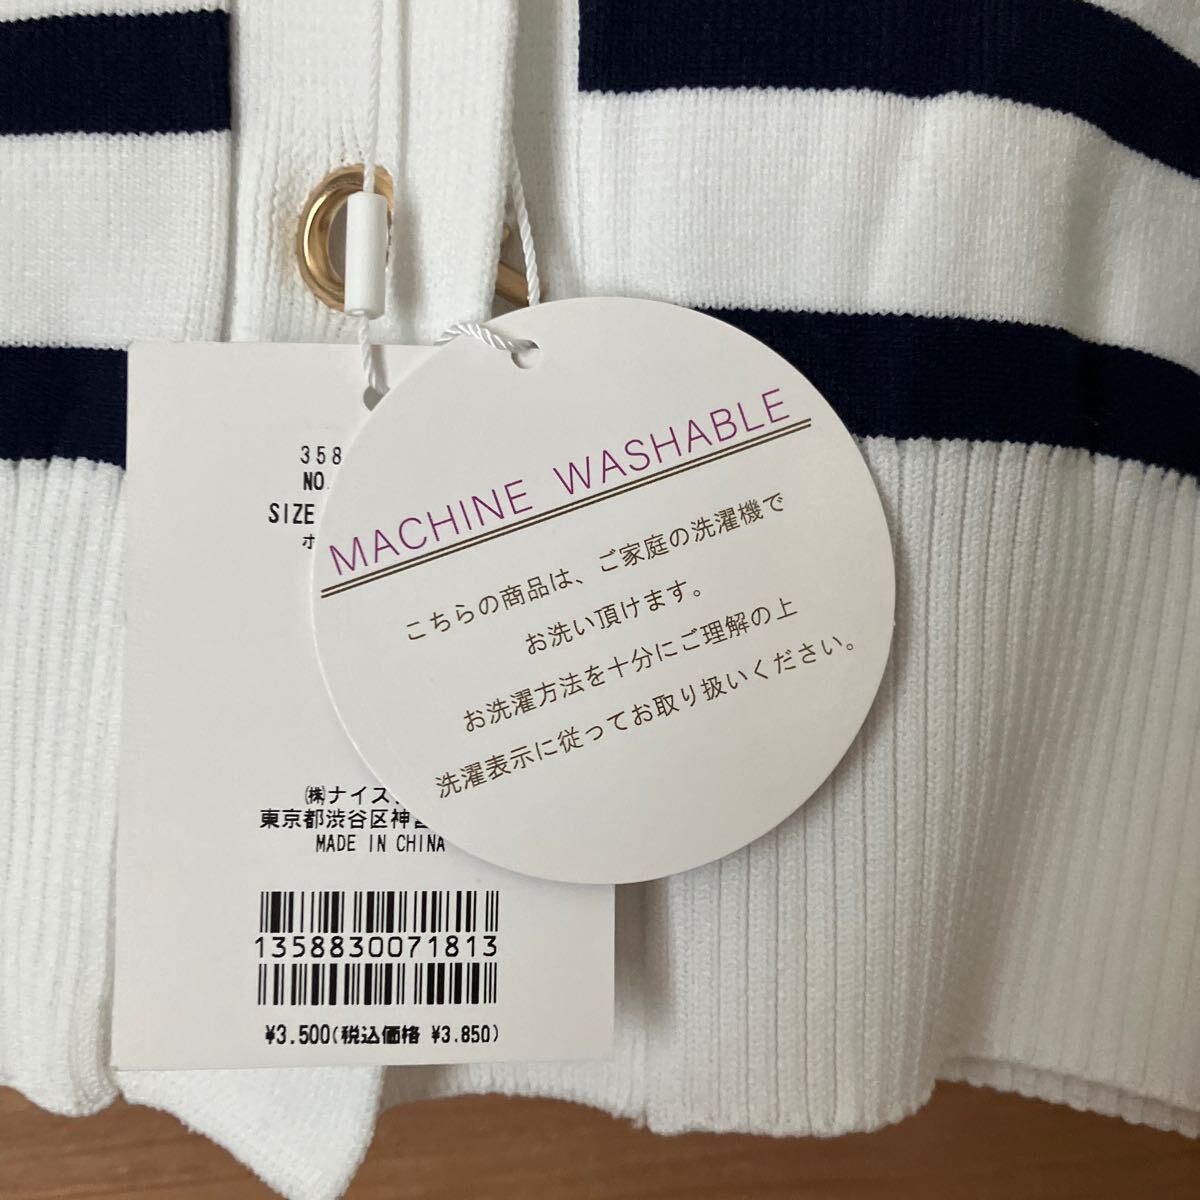 358
NO.
SIZE
ホ
MACHINE WASHABLE
こちらの商品は、ご家庭の洗濯機で
お洗い頂けます。
お洗濯方法を十分にご理解の上
洗濯表示に従ってお取り扱いください。
㈱ナイス
東京都渋谷区神宮
MADE IN CHINA
1358830071813
¥3.500(税込価格 ¥3.850)